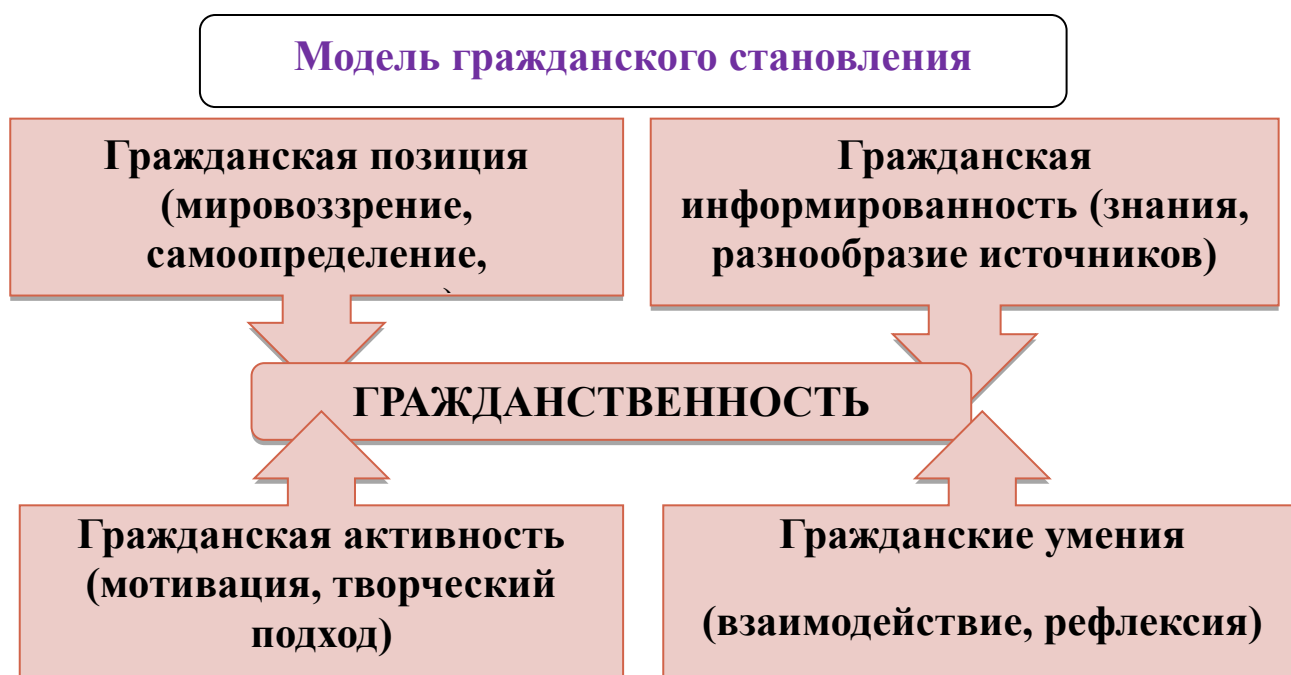 Модель гражданского становления
Гражданская позиция
(мировоззрение,
самоопределение,
Гражданская
информированность (знания,
разнообразие источников)
ГРАЖДАНСТВЕННОСТЬ
Гражданская активность
(мотивация, творческий
подход)
Гражданские умения
(взаимодействие, рефлексия)